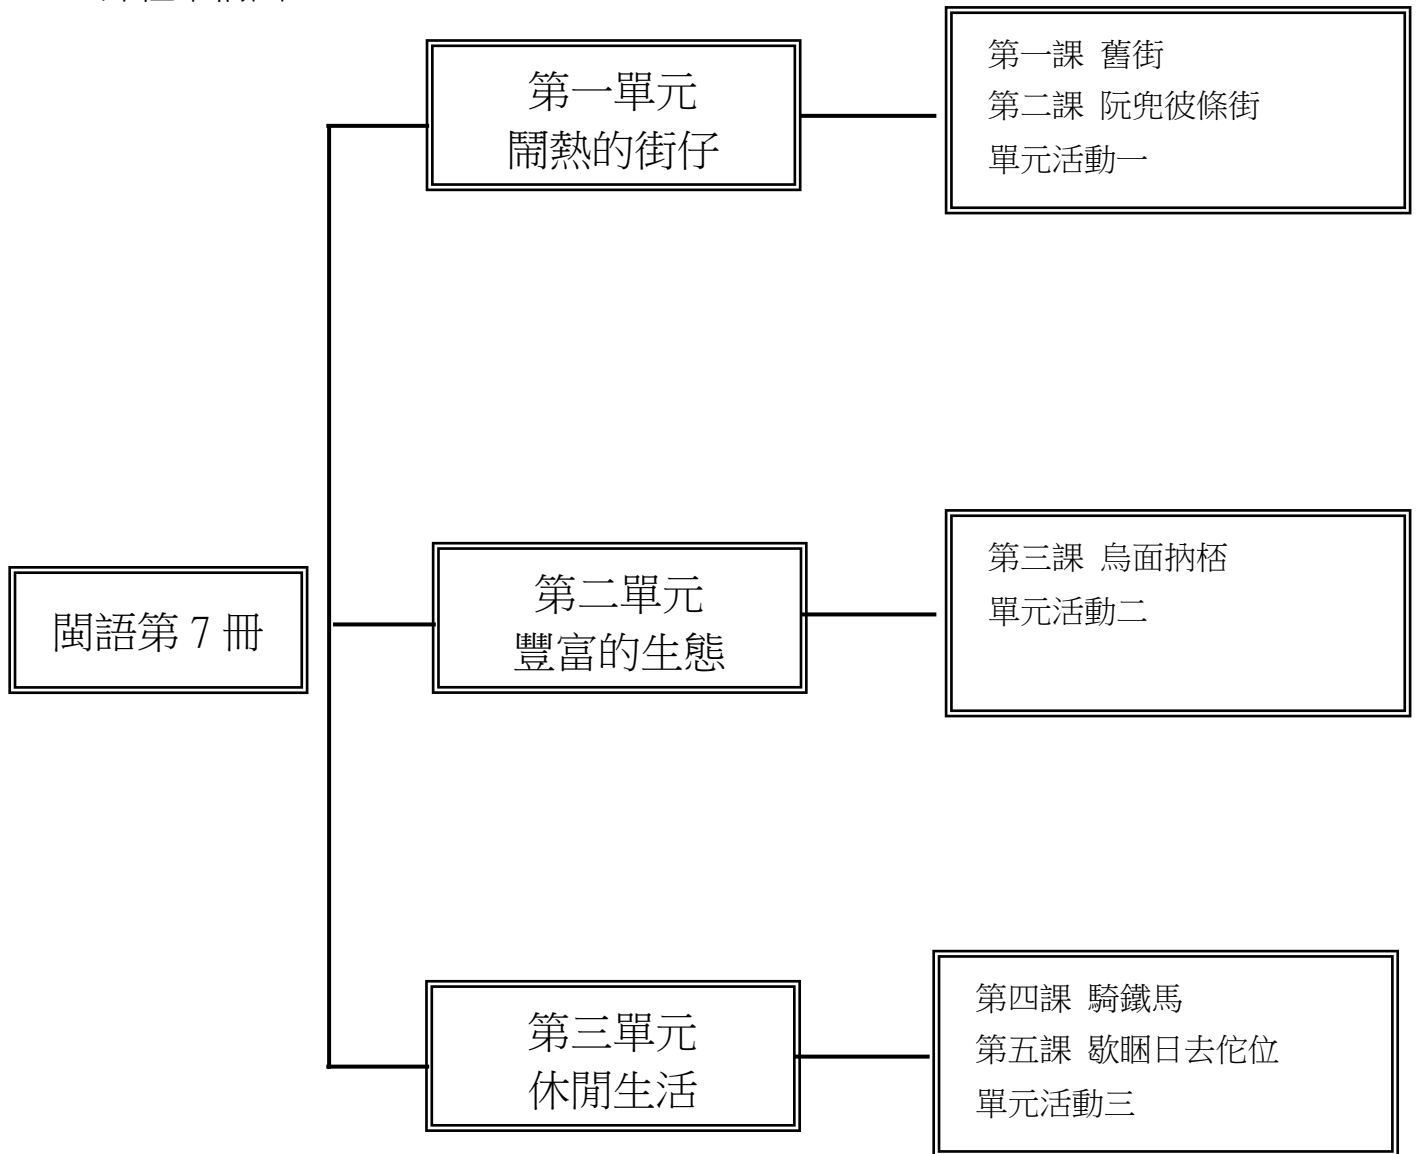 閩語第 7 冊
第一單元
鬧熱的街仔
第一課 舊街
第二課 阮兜彼條街
單元活動一
第二單元
豐富的生態
第三課 烏面抐桮
單元活動二
第三單元
休閒生活
第四課 騎鐵馬
第五課 歇睏日去佗位
單元活動三